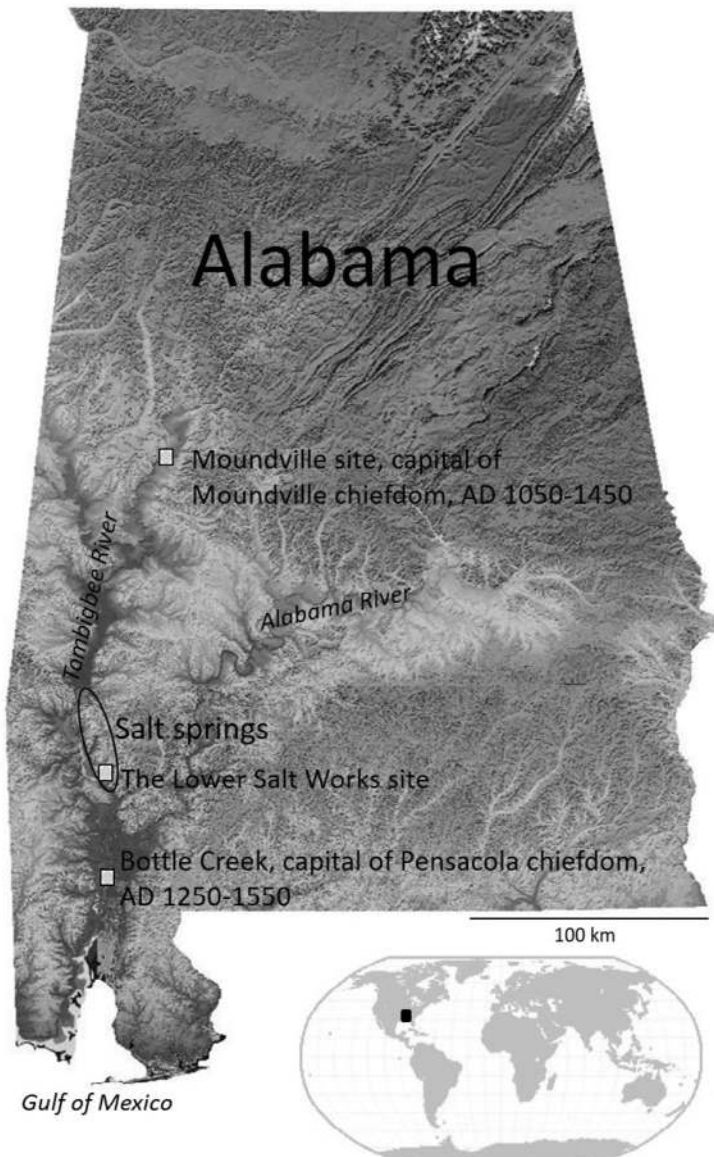 Alabama
Moundville site, capital of
Moundville chiefdom, AD 1050-1450
Tombigbee River
Alabama River
Salt springs
The Lower Salt Works site
Bottle Creek, capital of Pensacola chiefdom,
AD 1250-1550
100 km
Gulf of Mexico